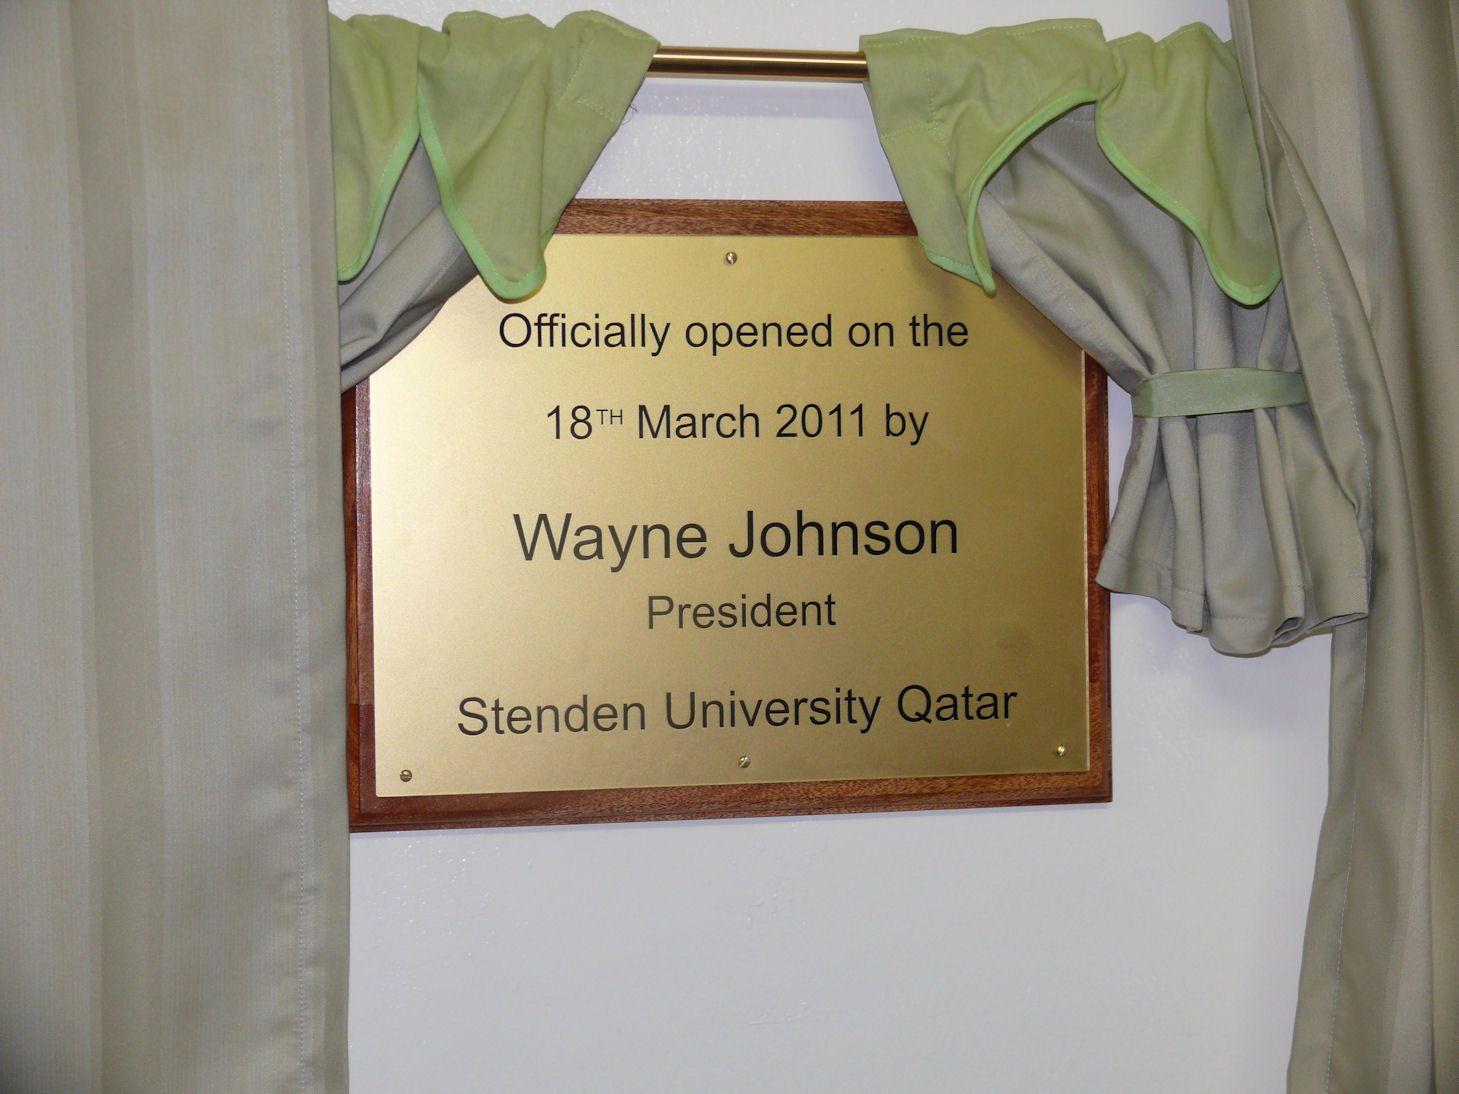 Officially opened on the
18TH March 2011 by
Wayne Johnson
President
Stenden University Qatar